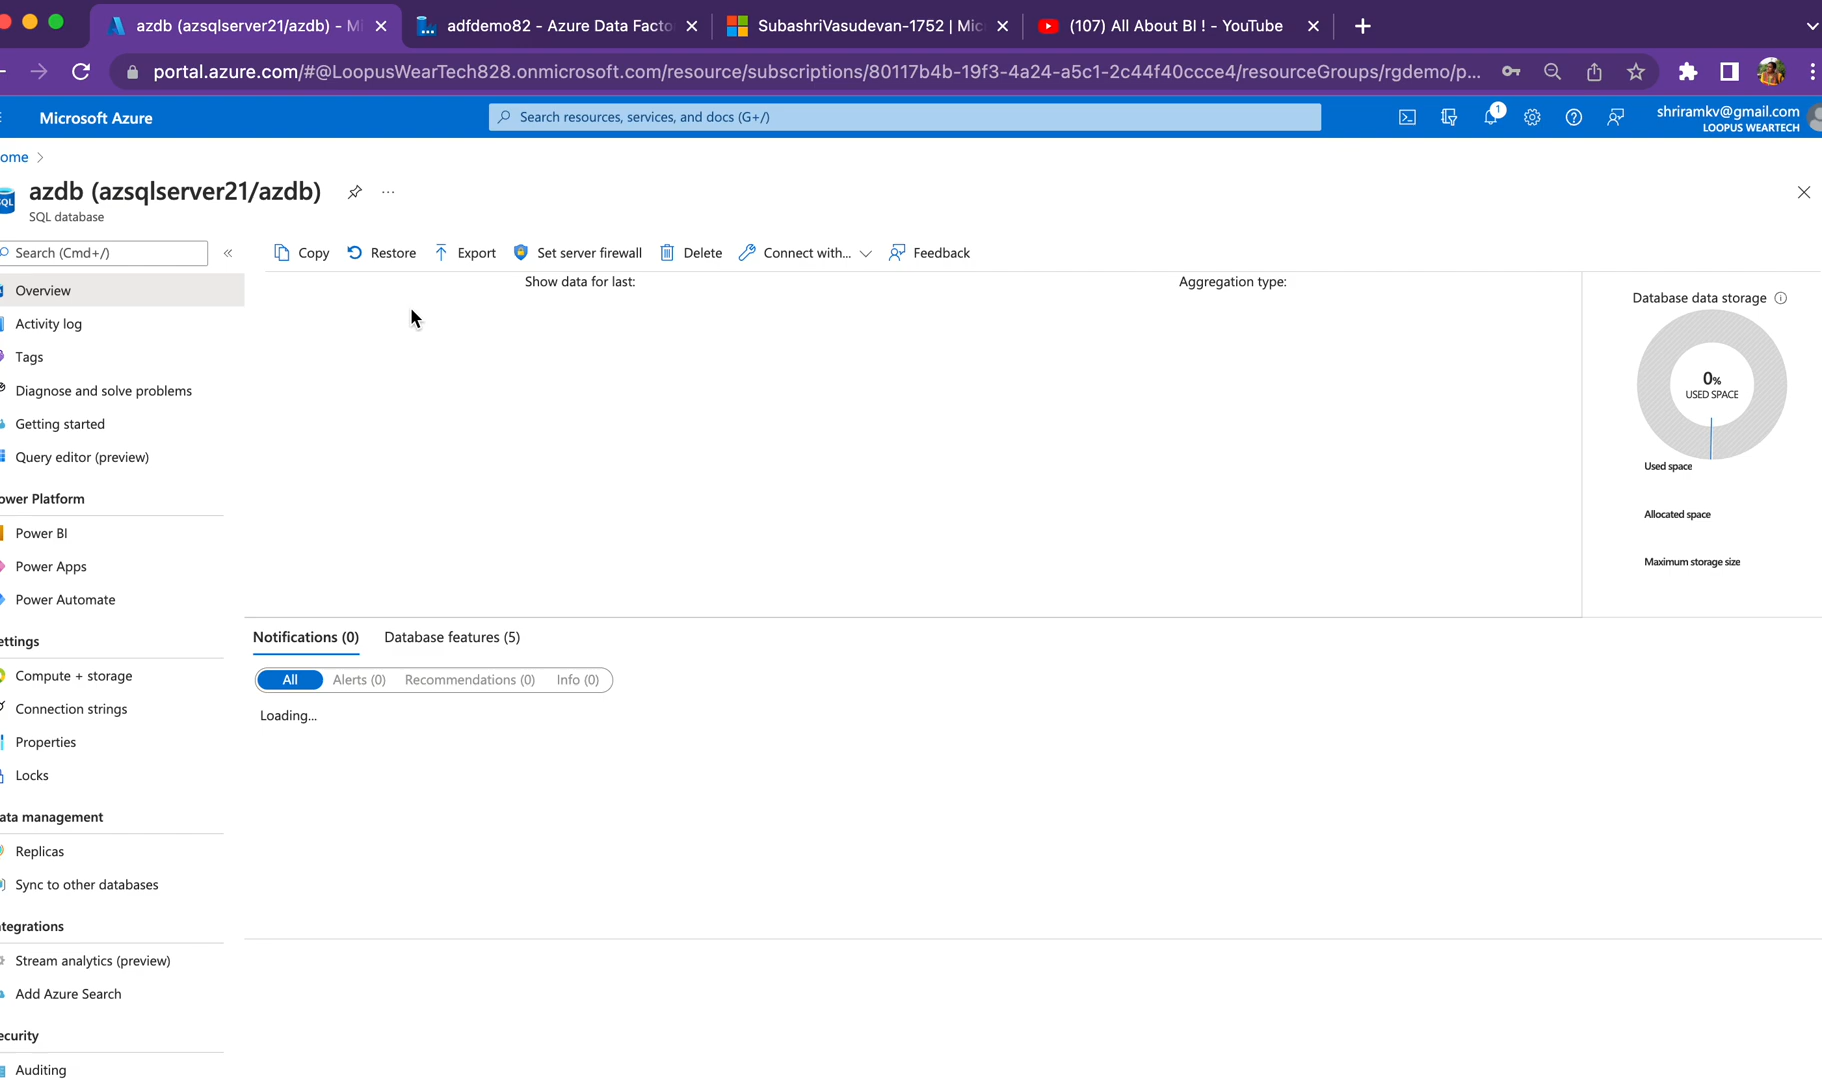 azdb (azsqlserver21/azdb) - Mi
adfdemo82 - Azure Data Facto
SubashriVasudevan-1752 | Mic
(107) All About BI ! - YouTube
portal.azure.com/#@LoopusWearTech828.onmicrosoft.com/resource/subscriptions/80117b4b-19f3-4a24-a5c1-2c44f40ccce4/resourceGroups/rgdemo/p...
Microsoft Azure
Search resources, services, and docs (G+/)
1
shriramkv@gmail.com
LOOPUS WEARTECH
ome
SQL
azdb (azsqlserver21/azdb)
...
SQL database
Search (Cmd+/)
«
Copy
Restore
Export
Set server firewall
Delete
Connect with...
Feedback
Overview
Activity log
Tags
Diagnose and solve problems
Getting started
Query editor (preview)
ower Platform
Power BI
Power Apps
Power Automate
ettings
Compute + storage
Connection strings
Properties
Locks
ata management
Replicas
Sync to other databases
ntegrations
Stream analytics (preview)
Add Azure Search
ecurity
Auditing
Show data for last:
Aggregation type:
Database data storage
0%
USED SPACE
Used space
Allocated space
Maximum storage size
Notifications (0)
Database features (5)
All
Alerts (0)
Recommendations (0)
Info (0)
Loading...